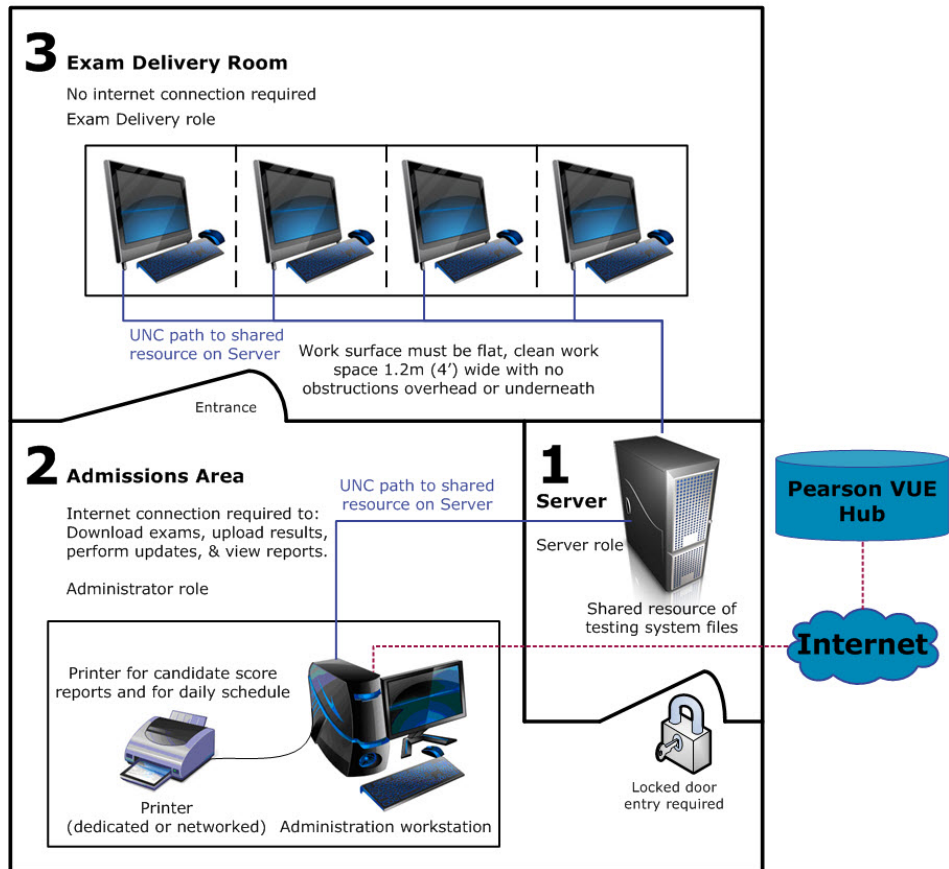 3 Exam Delivery Room
No internet connection required
Exam Delivery role
UNC path to shared
resource on Server
Work surface must be flat, clean work
space 1.2m (4') wide with no
obstructions overhead or underneath
Entrance
2 Admissions Area
Internet connection required to:
Download exams, upload results,
perform updates, & view reports.
Administrator role
UNC path to shared
resource on Server
Printer for candidate score
reports and for daily schedule
Printer
(dedicated or networked)
Administration workstation
1
Server
Server role
Shared resource of
testing system files
Locked door
entry required
Pearson VUE
Hub
Internet